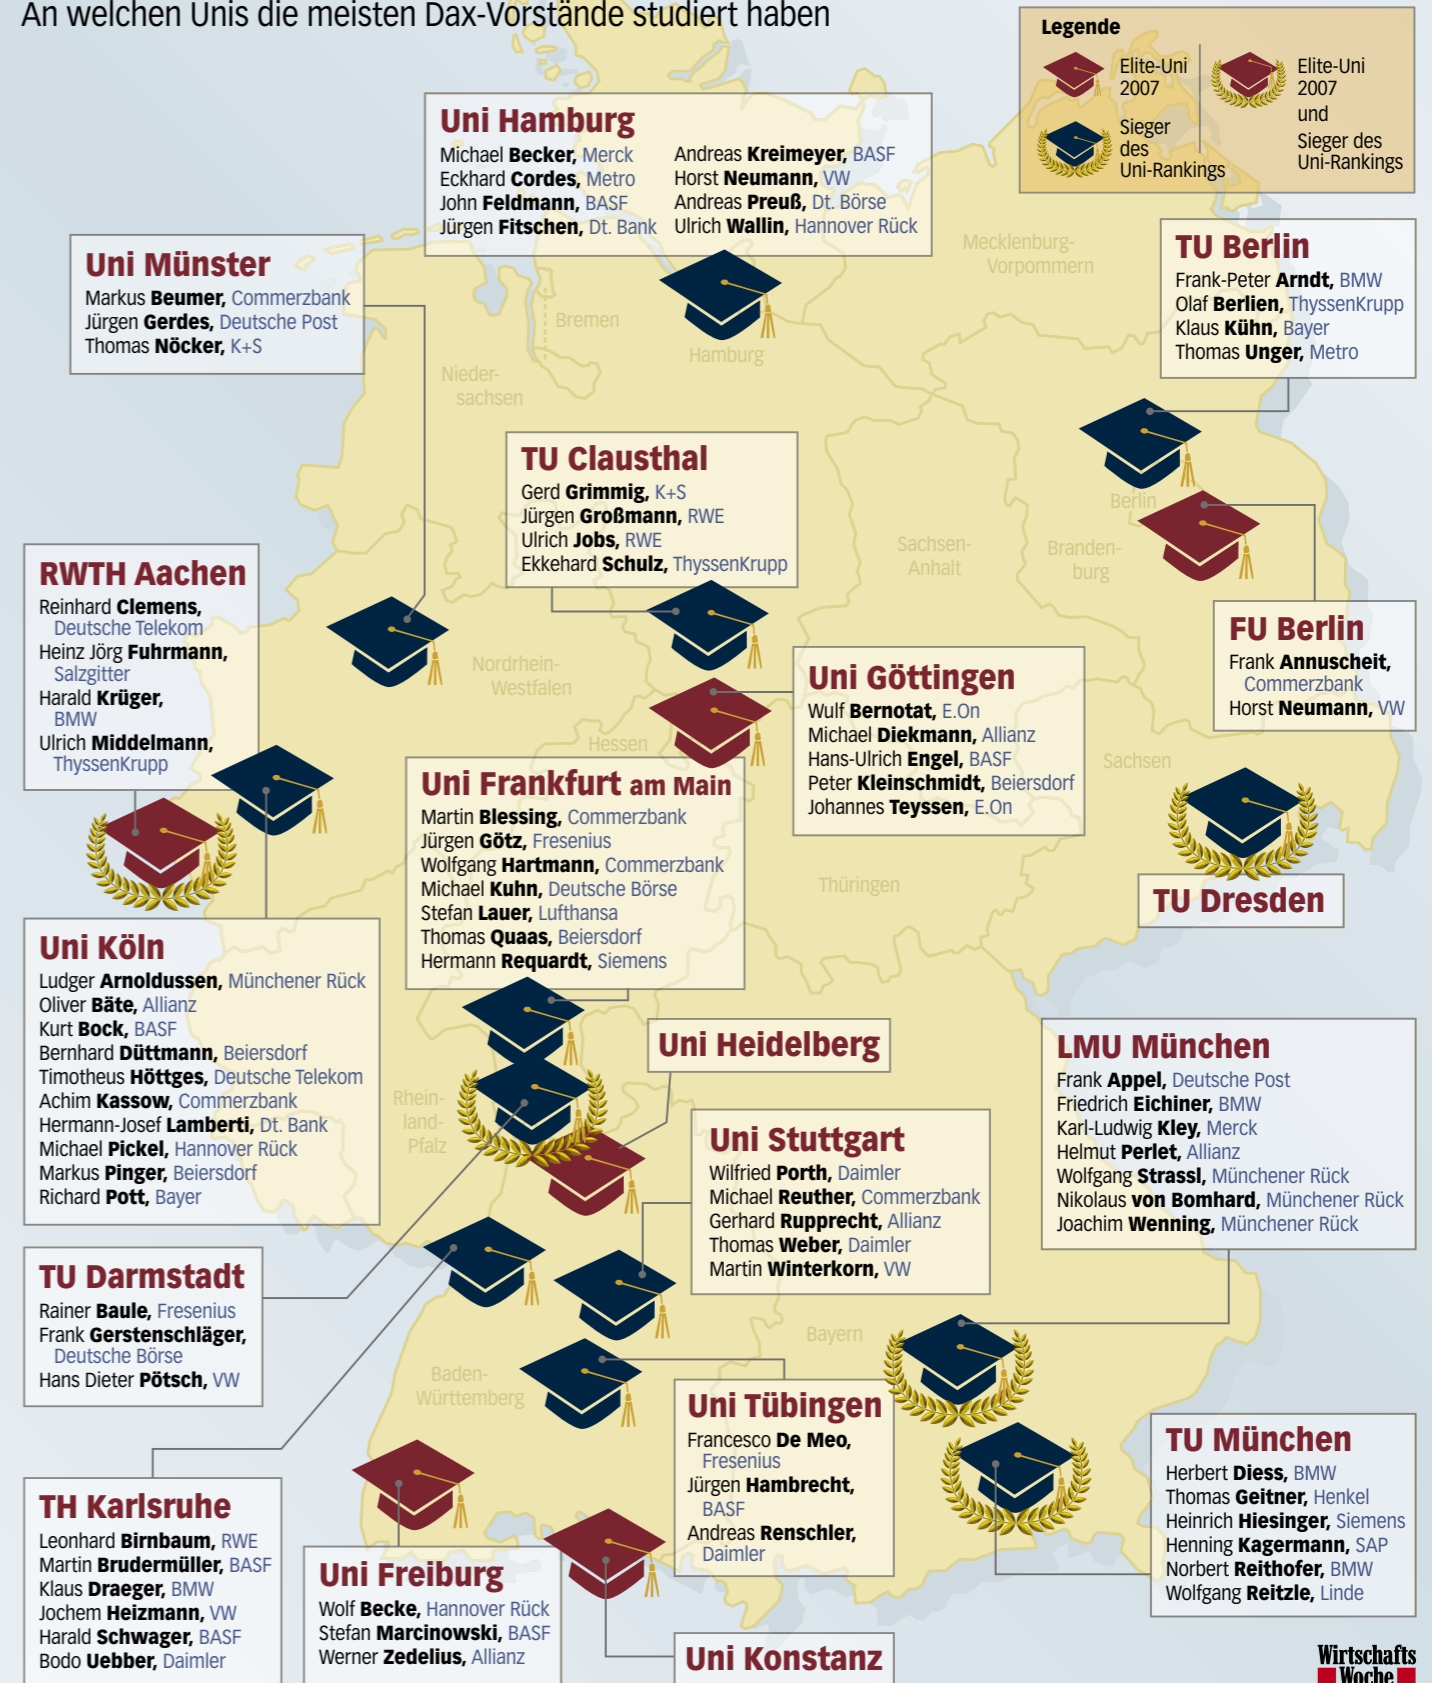 An welchen Unis die meisten Dax-Vorstände studiert haben
Legende
Elite-Uni
2007
Sieger
des
Uni-Rankings
Elite-Uni
2007
und
Sieger des
Uni-Rankings
Uni Hamburg
Michael Becker, Merck
Eckhard Cordes, Metro
John Feldmann, BASF
Jürgen Fitschen, Dt. Bank
Andreas Kreimeyer, BASF
Horst Neumann, VW
Andreas Preuß, Dt. Börse
Ulrich Wallin, Hannover Rück
Uni Münster
Markus Beumer, Commerzbank
Jürgen Gerdes, Deutsche Post
Thomas Nöcker, K+S
TU Berlin
Frank-Peter Arndt, BMW
Olaf Berlien, ThyssenKrupp
Klaus Kühn, Bayer
Thomas Unger, Metro
Mecklenburg-
Vorpommern
Bremen
Hamburg
Nieder-
sachsen
TU Clausthal
Gerd Grimmig, K+S
Jürgen Großmann, RWE
Ulrich Jobs, RWE
Ekkehard Schulz, ThyssenKrupp
Berlin
Sachsen-
Anhalt
Branden-
burg
RWTH Aachen
Reinhard Clemens,
Deutsche Telekom
Heinz Jörg Fuhrmann,
Salzgitter
Harald Krüger,
BMW
Ulrich Middelmann,
ThyssenKrupp
FU Berlin
Frank Annuscheit,
Commerzbank
Horst Neumann, VW
Nordrhein-
Westfalen
Uni Göttingen
Wulf Bernotat, E.On
Michael Diekmann, Allianz
Hans-Ulrich Engel, BASF
Peter Kleinschmidt, Beiersdorf
Johannes Teyssen, E.On
Hessen
Sachsen
Uni Frankfurt am Main
Martin Blessing, Commerzbank
Jürgen Götz, Fresenius
Wolfgang Hartmann, Commerzbank
Michael Kuhn, Deutsche Börse
Stefan Lauer, Lufthansa
Thomas Quaas, Beiersdorf
Hermann Requardt, Siemens
Thüringen
TU Dresden
Uni Köln
Ludger Arnoldussen, Münchener Rück
Oliver Bäte, Allianz
Kurt Bock, BASF
Bernhard Düttmann, Beiersdorf
Timotheus Höttges, Deutsche Telekom
Achim Kassow, Commerzbank
Hermann-Josef Lamberti, Dt. Bank
Michael Pickel, Hannover Rück
Markus Pinger, Beiersdorf
Richard Pott, Bayer
Uni Heidelberg
Rhein-
land-
Pfalz
LMU München
Frank Appel, Deutsche Post
Friedrich Eichiner, BMW
Karl-Ludwig Kley, Merck
Helmut Perlet, Allianz
Wolfgang Strassl, Münchener Rück
Nikolaus von Bomhard, Münchener Rück
Joachim Wenning, Münchener Rück
Uni Stuttgart
Wilfried Porth, Daimler
Michael Reuther, Commerzbank
Gerhard Rupprecht, Allianz
Thomas Weber, Daimler
Martin Winterkorn, VW
TU Darmstadt
Rainer Baule, Fresenius
Frank Gerstenschläger,
Deutsche Börse
Hans Dieter Pötsch, VW
Bayern
Baden-
Württemberg
Uni Tübingen
Francesco De Meo,
Fresenius
Jürgen Hambrecht,
BASF
Andreas Renschler,
Daimler
TU München
Herbert Diess, BMW
Thomas Geitner, Henkel
Heinrich Hiesinger, Siemens
Henning Kagermann, SAP
Norbert Reithofer, BMW
Wolfgang Reitzle, Linde
TH Karlsruhe
Leonhard Birnbaum, RWE
Martin Brudermüller, BASF
Klaus Draeger, BMW
Jochem Heizmann, VW
Harald Schwager, BASF
Bodo Uebber, Daimler
Uni Freiburg
Wolf Becke, Hannover Rück
Stefan Marcinowski, BASF
Werner Zedelius, Allianz
Uni Konstanz
Wirtschafts
Woche